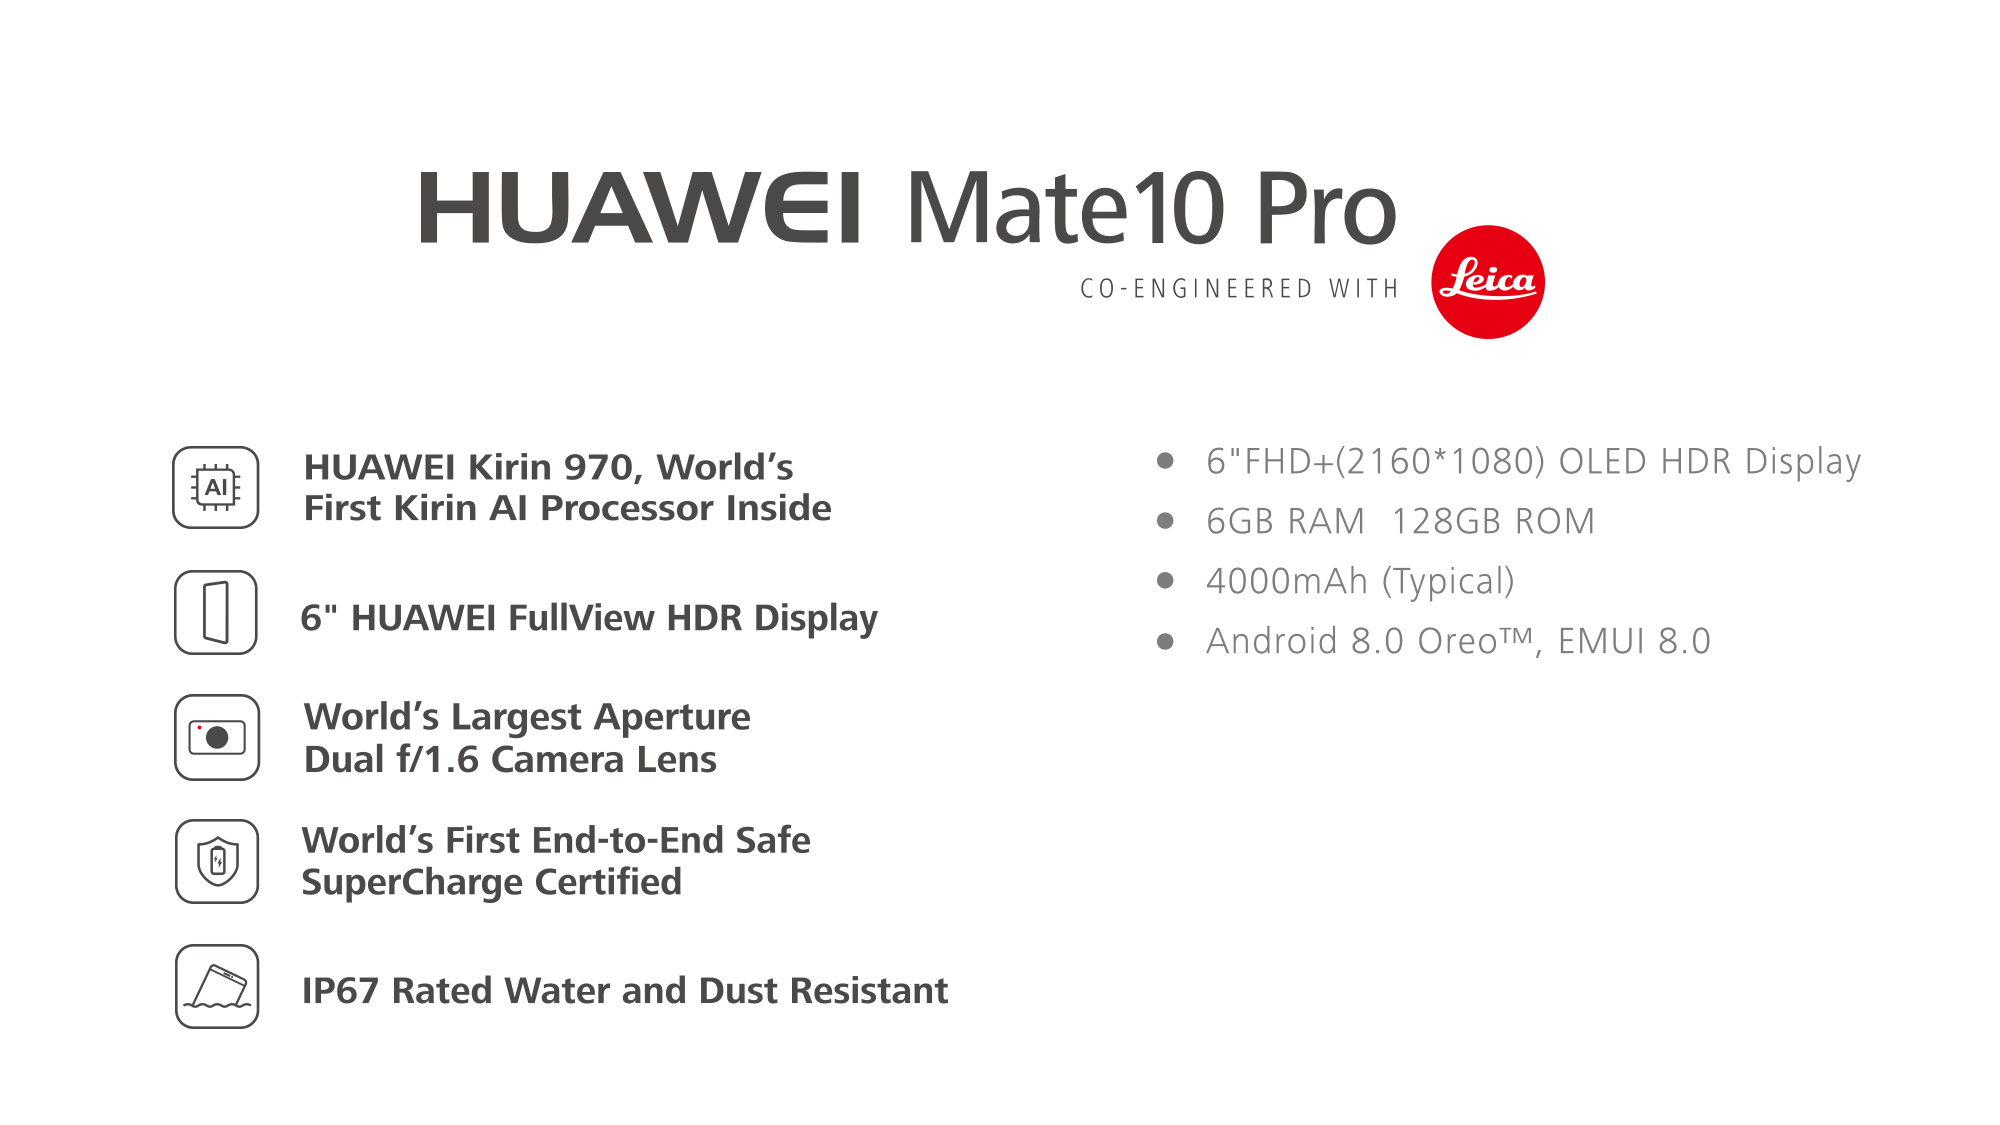 HUAWEI Mate10 Pro
CO-ENGINEERED WITH
Leica
AI
HUAWEI Kirin 970, World’s
First Kirin AI Processor Inside
6" HUAWEI FullView HDR Display
World’s Largest Aperture
Dual f/1.6 Camera Lens
World’s First End-to-End Safe
SuperCharge Certified
IP67 Rated Water and Dust Resistant
● 6"FHD+(2160*1080) OLED HDR Display
● 6GB RAM 128GB ROM
● 4000mAh (Typical)
● Android 8.0 Oreo™, EMUI 8.0